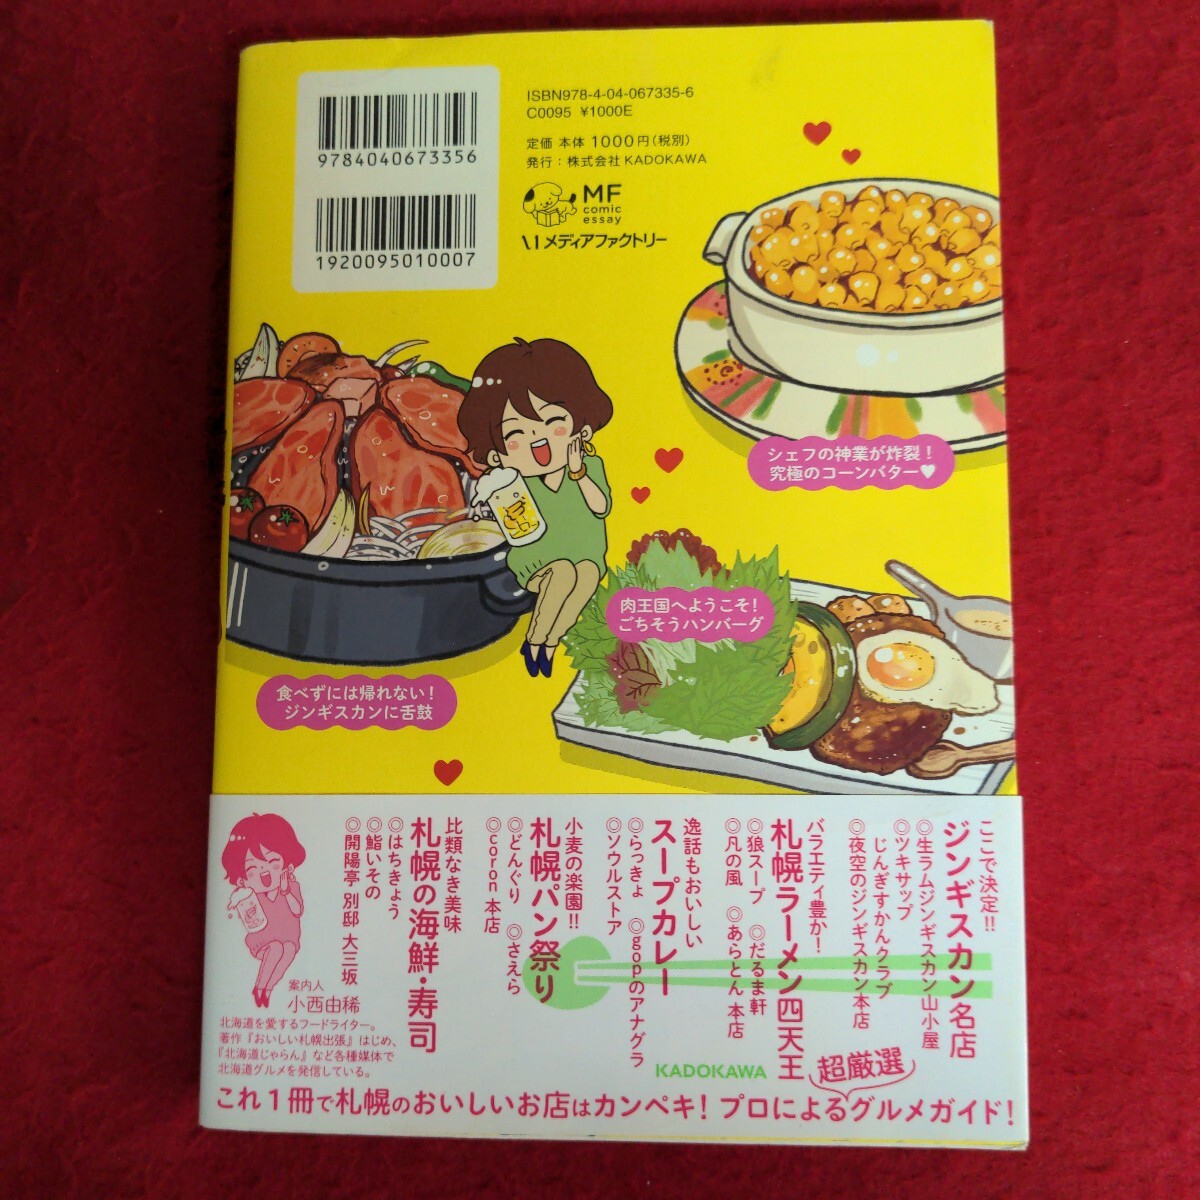 ISBN978-4-04-067335-6
C0095 ¥1000E
9784040673356
定価 本体 1000円(税別)
発行：株式会社KADOKAWA
MF
comic
essay
メディアファクトリー
1920095010007
シェフの神業が炸裂！
究極のコーンバター♥
肉王国へようこそ！
ごちそうハンバーグ
食べずには帰れない！
ジンギスカンに舌鼓
ここで決定!!
ジンギスカン名店
◎生ラムジンギスカン山小屋
◎ツキサップ
じんぎすかんクラブ
◎夜空のジンギスカン本店
バラエティ豊か！
札幌ラーメン四天王
◎狼スープ ◎だるま軒
◎凡の風 ◎あらとん 本店
逸話もおいしい
スープカレー
◎らっきょ ◎gopのアナグラ
◎ソウルストア
小麦の楽園!!
札幌パン祭り
◎どんぐり ◎さえら
◎coron 本店
比類なき美味
札幌の海鮮・寿司
◎はちきょう
◎鮨いその
◎開陽亭 別邸 大三坂
案内人
小西由稀
北海道を愛するフードライター。
著作『おいしい札幌出張』はじめ、
『北海道じゃらん』など各種媒体で
北海道グルメを発信している。
KADOKAWA
超厳選
これ1冊で札幌のおいしいお店はカンペキ！ プロによるグルメガイド！